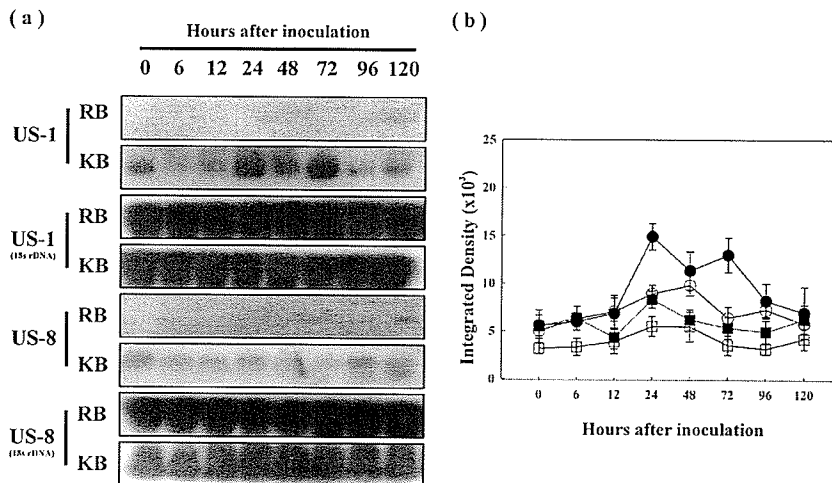 ( a )
Hours after inoculation
0 6 12 24 48 72 96 120
US-1
RB
KB
US-1
(18s rDNA)
RB
KB
US-8
RB
KB
US-8
(18s rDNA)
RB
KB
( b )
Integrated Density (x10³)
25
20
15
10
5
0
0 6 12 24 48 72 96 120
Hours after inoculation